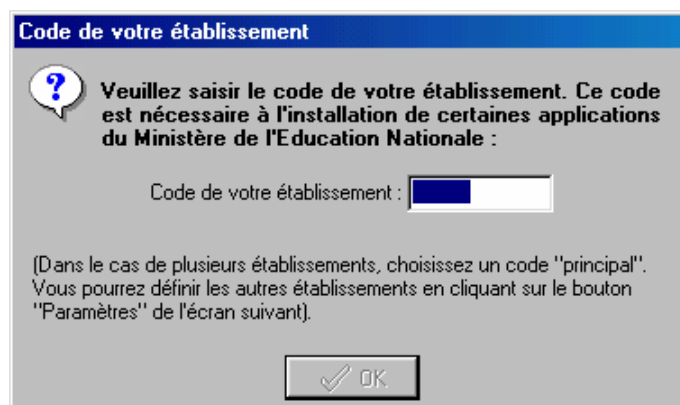 Code de votre établissement
Veuillez saisir le code de votre établissement. Ce code
est nécessaire à l'installation de certaines applications
du Ministère de l'Education Nationale :
Code de votre établissement :
(Dans le cas de plusieurs établissements, choisissez un code "principal".
Vous pourrez définir les autres établissements en cliquant sur le bouton
"Paramètres" de l'écran suivant).
OK